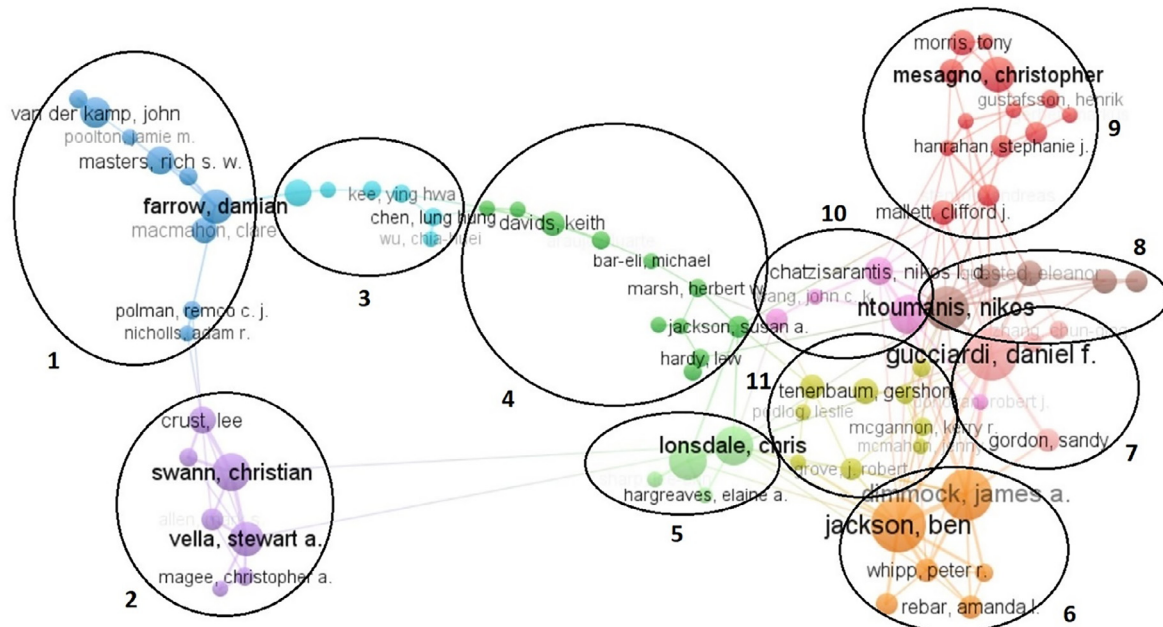 van der kamp, john
poolton, jamie m.
masters, rich s. w.
farrow, damian
macmahon, clare
polman, remco c. j.
nicholls, adam r.
1
crust, lee
swann, christian
vella, stewart a.
magee, christopher a.
2
kee, ying hwa
chen, lung hung
wu, chia-huei
3
davids, keith
bar-eli, michael
marsh, herbert w.
jackson, susan a.
hardy, lew
4
lonsdale, chris
hargreaves, elaine a.
5
dimmock, james a.
jackson, ben
whipp, peter r.
rebar, amanda l.
6
gucciardi, daniel f.
gordon, sandy
7
ntoumanis, nikos
8
morris, tony
mesagno, christopher
gustafsson, henrik
hanrahan, stephanie j.
mallett, clifford j.
9
10
chatzisarantis, nikos l. d.
11
tenenbaum, gershon
podlog, leslie
mcgannon, kerry r.
grove, j. robert